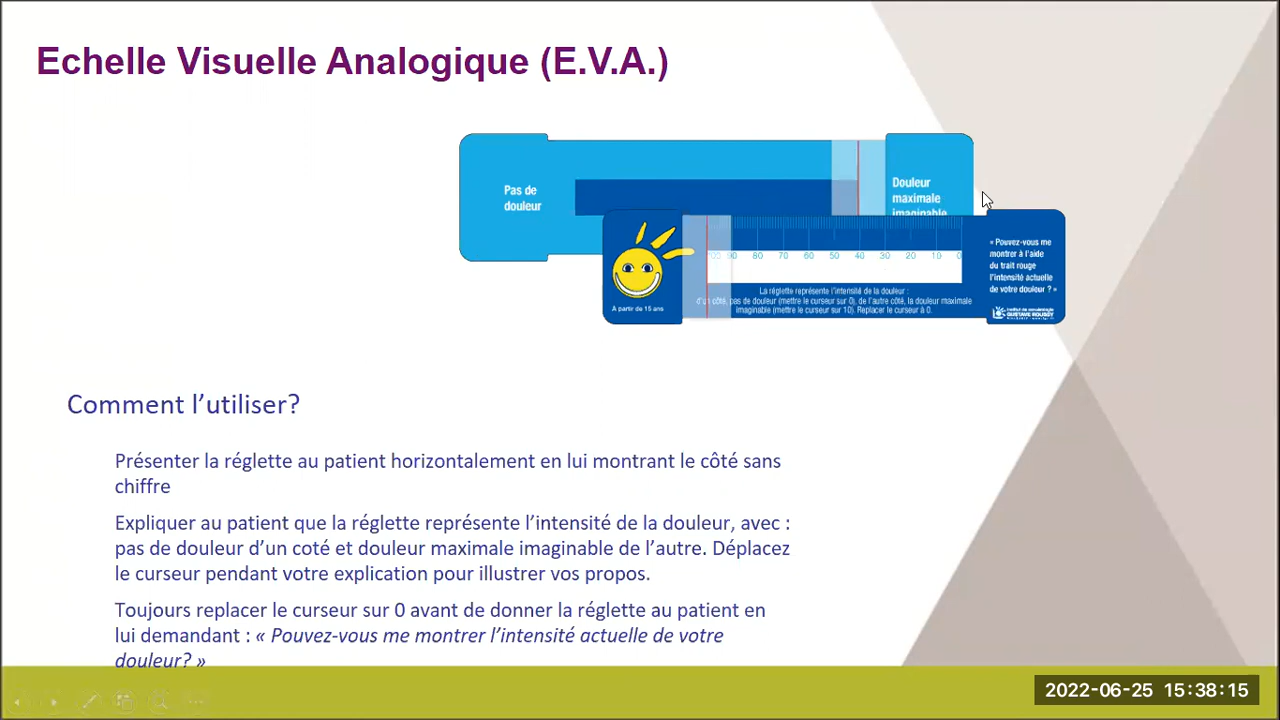 Echelle Visuelle Analogique (E.V.A.)
Pas de
douleur
Douleur
maximale
imaginable
90 80 70 60 50 40 30 20 10 0
« Pouvez-vous me
montrer à l'aide
du trait rouge
l'intensité actuelle
de votre douleur ? »
La réglette représente l'intensité de la douleur :
d'un côté, pas de douleur (mettre le curseur sur 0), de l'autre côté, la douleur maximale
imaginable (mettre le curseur sur 10). Replacer le curseur à 0.
A partir de 15 ans
GUSTAVE ROUSSY
Comment l'utiliser?
Présenter la réglette au patient horizontalement en lui montrant le côté sans
chiffre
Expliquer au patient que la réglette représente l'intensité de la douleur, avec :
pas de douleur d'un coté et douleur maximale imaginable de l'autre. Déplacez
le curseur pendant votre explication pour illustrer vos propos.
Toujours replacer le curseur sur 0 avant de donner la réglette au patient en
lui demandant : « Pouvez-vous me montrer l'intensité actuelle de votre
douleur? »
2022-06-25 15:38:15